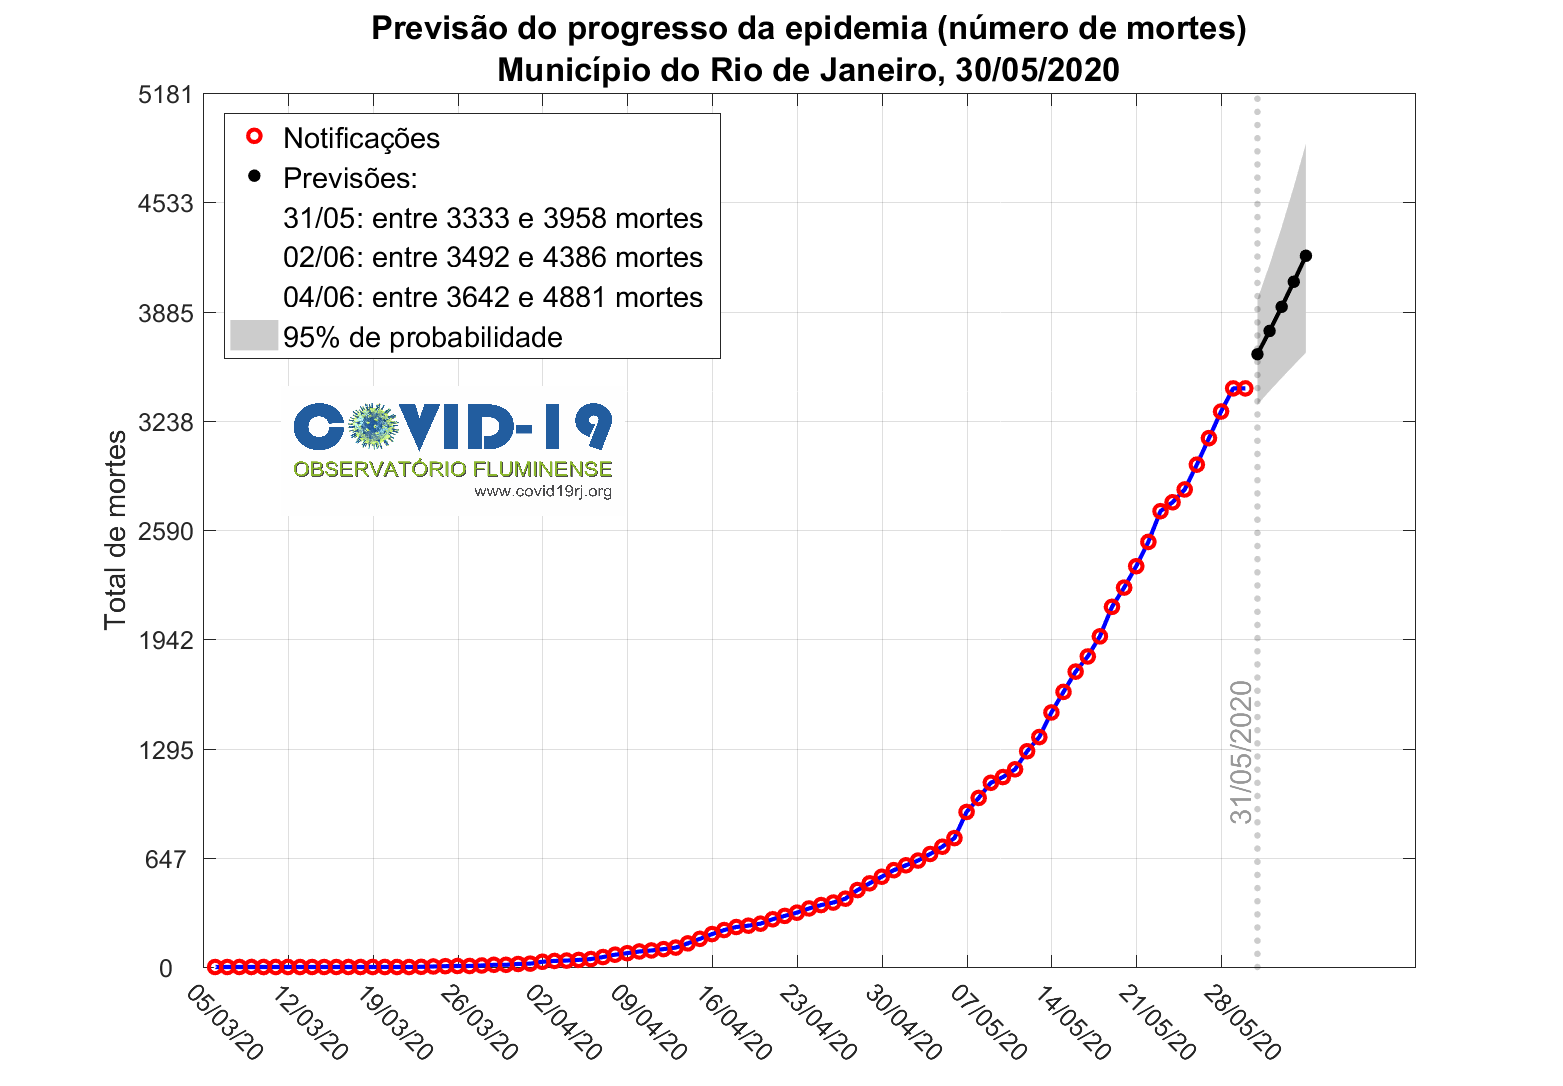 Previsão do progresso da epidemia (número de mortes)
Município do Rio de Janeiro, 30/05/2020
5181
4533
3885
3238
2590
1942
1295
647
0
Total de mortes
Notificações
Previsões:
31/05: entre 3333 e 3958 mortes
02/06: entre 3492 e 4386 mortes
04/06: entre 3642 e 4881 mortes
95% de probabilidade
COVID-19
OBSERVATÓRIO FLUMINENSE
www.covid19rj.org
31/05/2020
05/03/20
12/03/20
19/03/20
26/03/20
02/04/20
09/04/20
16/04/20
23/04/20
30/04/20
07/05/20
14/05/20
21/05/20
28/05/20